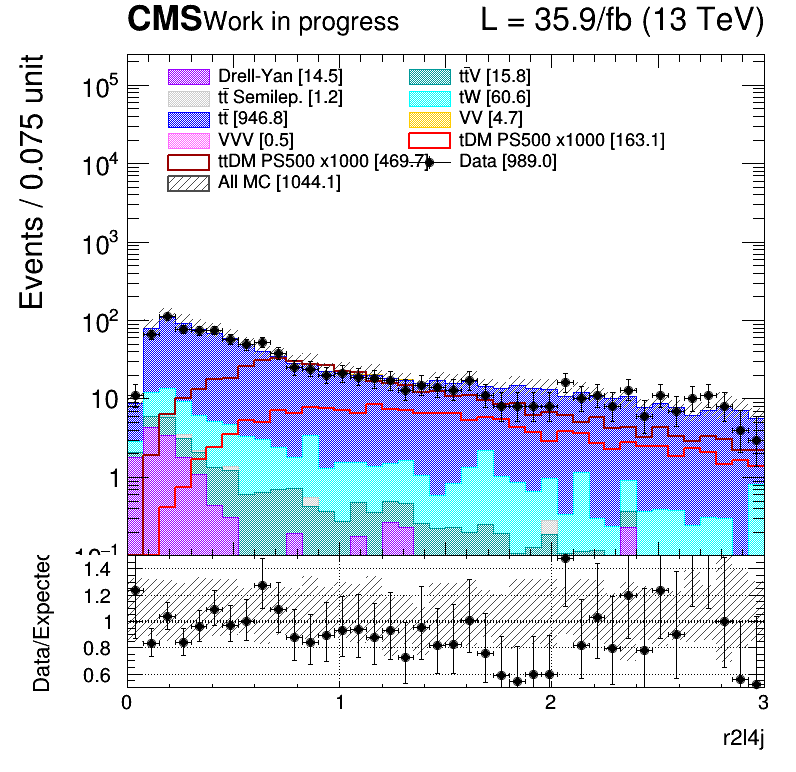 CMS Work in progress L = 35.9/fb (13 TeV)
Events / 0.075 unit
10⁵
10⁴
10³
10²
10
1
10⁻¹
Drell-Yan [14.5]
tt̄V [15.8]
tt̄ Semilep. [1.2]
tW [60.6]
tt̄ [946.8]
VV [4.7]
VVV [0.5]
tDM PS500 x1000 [163.1]
ttDM PS500 x1000 [469.7]
Data [989.0]
All MC [1044.1]
Data/Expected
1.4
1.2
1
0.8
0.6
0 1 2 3
r2l4j